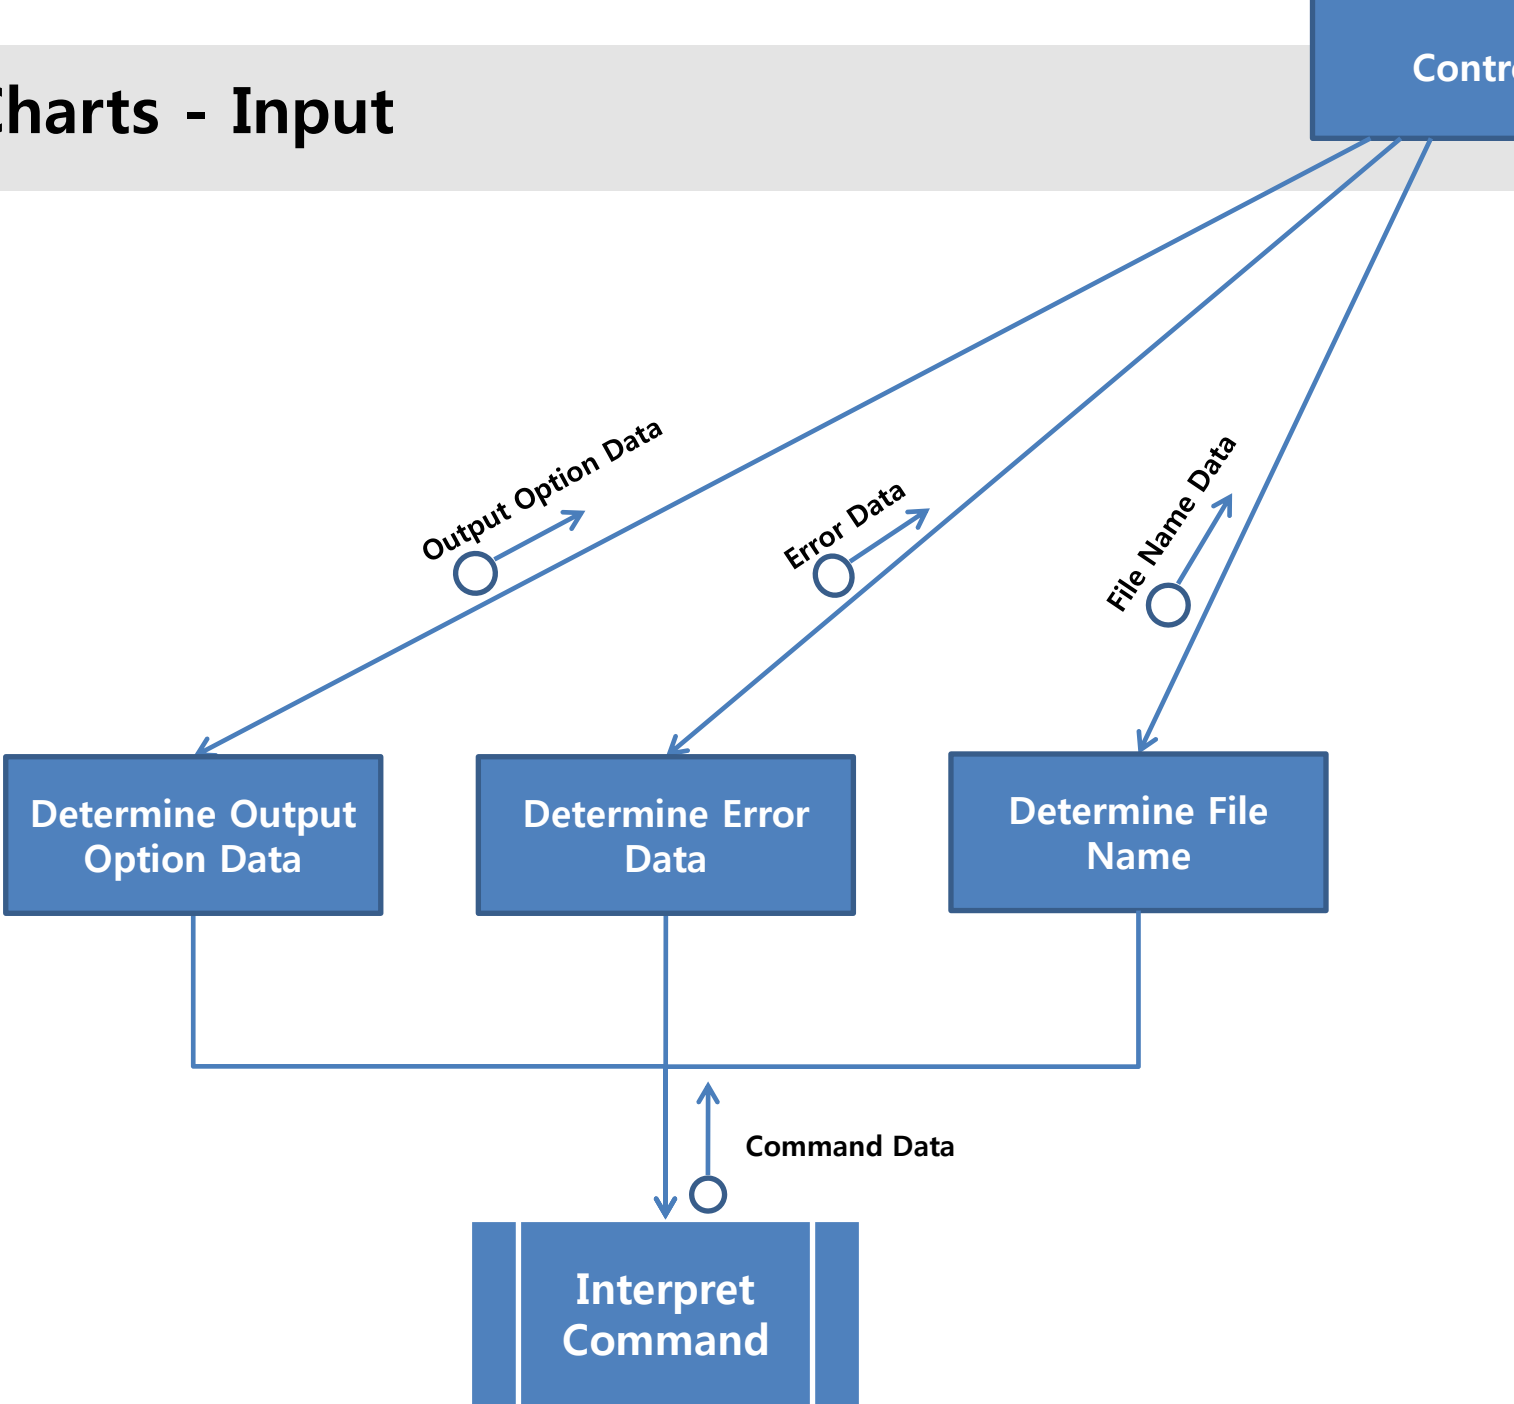 Charts - Input
Output Option Data
Error Data
File Name Data
Determine Output
Option Data
Determine Error
Data
Determine File
Name
Command Data
Interpret
Command